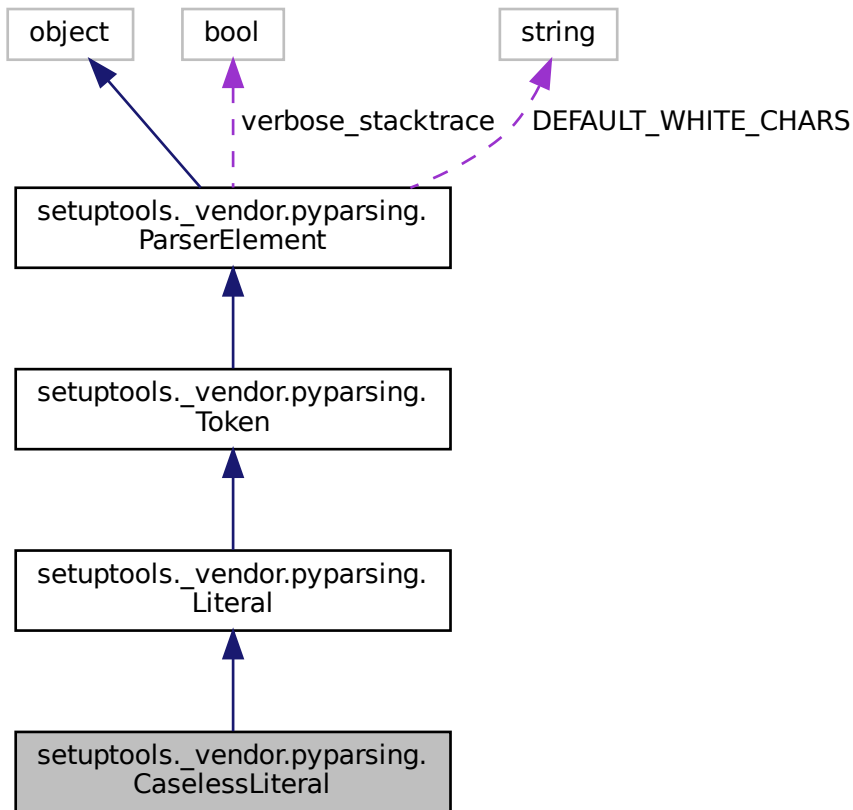 object
bool
string
verbose_stacktrace
DEFAULT_WHITE_CHARS
setuptools._vendor.pyparsing.
ParserElement
setuptools._vendor.pyparsing.
Token
setuptools._vendor.pyparsing.
Literal
setuptools._vendor.pyparsing.
CaselessLiteral